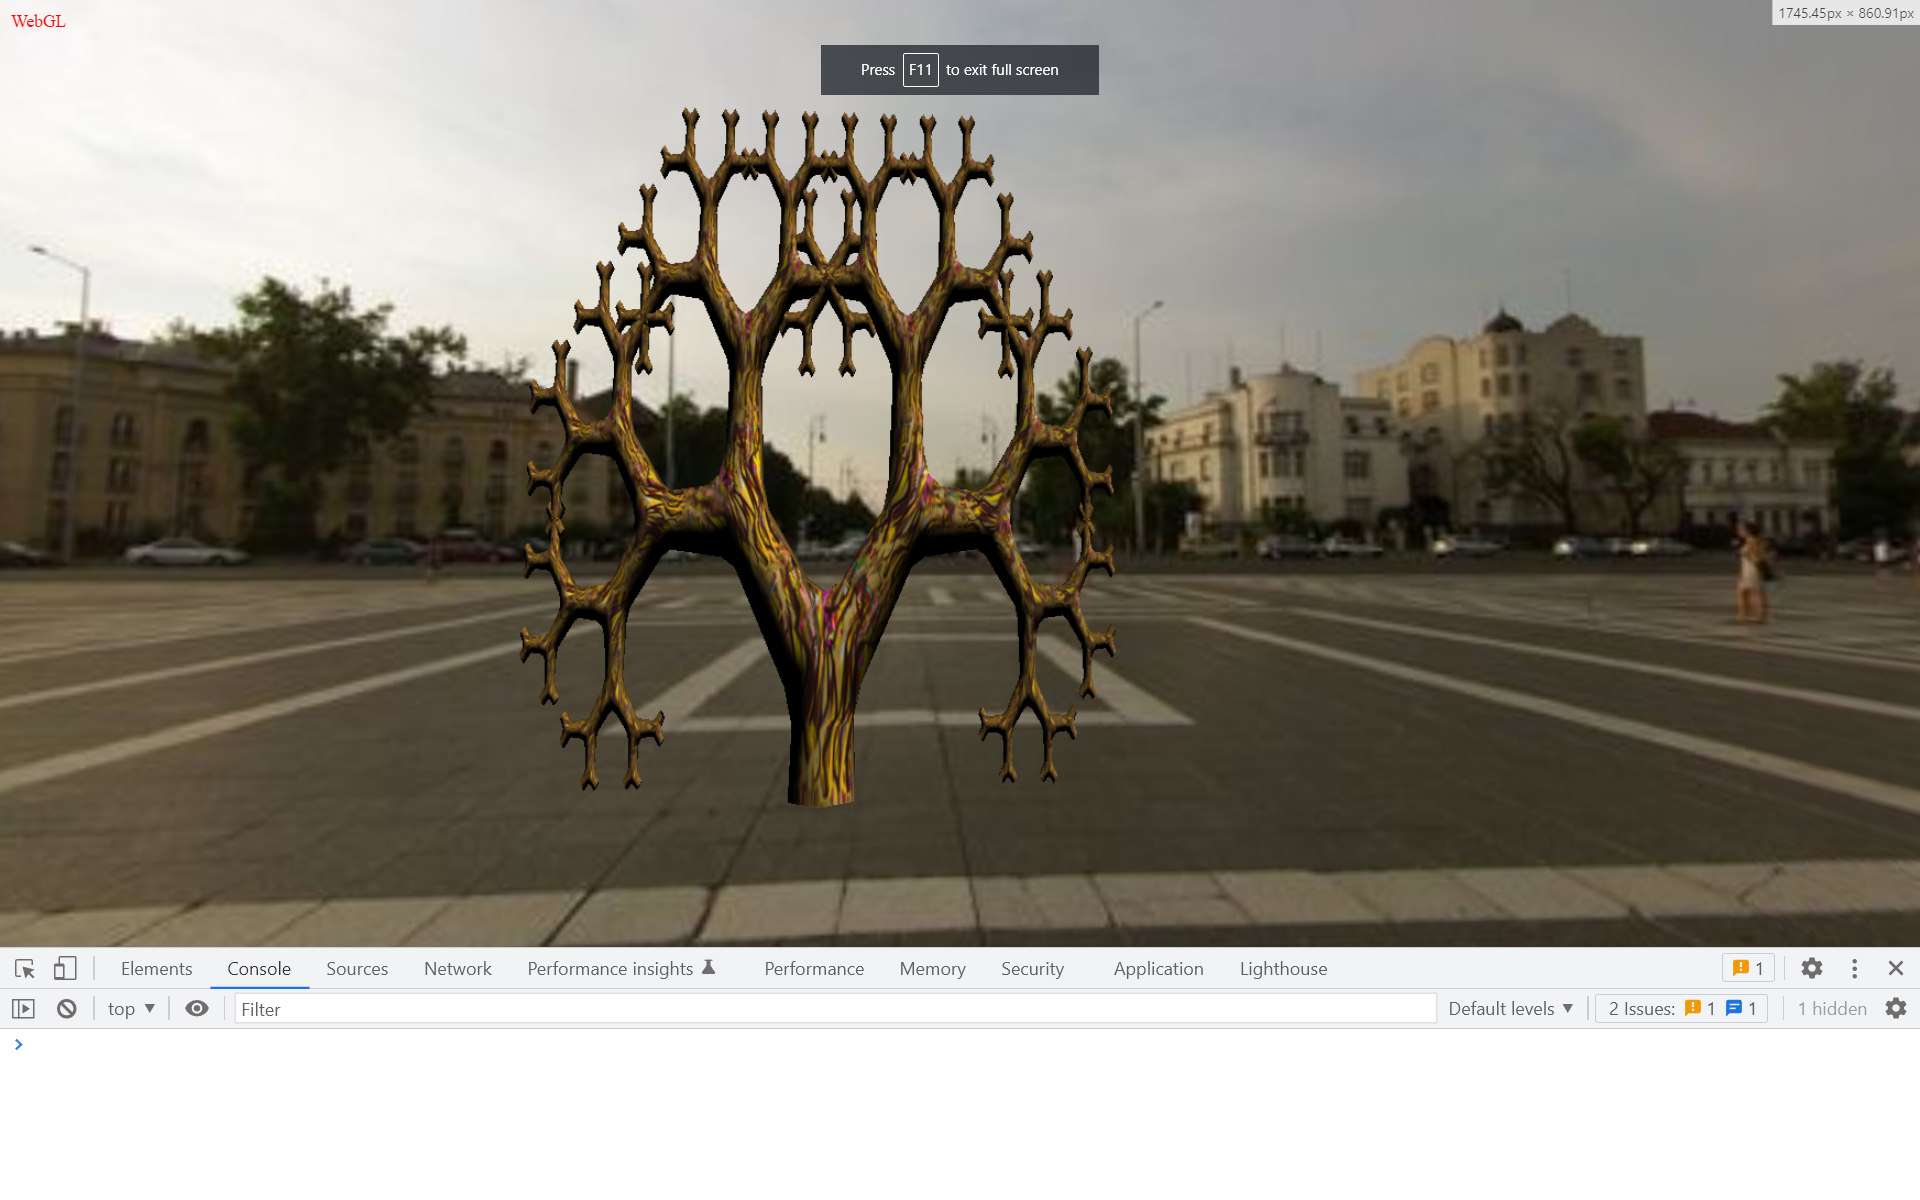 WebGL
1745.45px × 860.91px
Press F11 to exit full screen
Elements Console Sources Network Performance insights Performance Memory Security Application Lighthouse 1
top Filter Default levels 2 Issues: 1 1 1 hidden